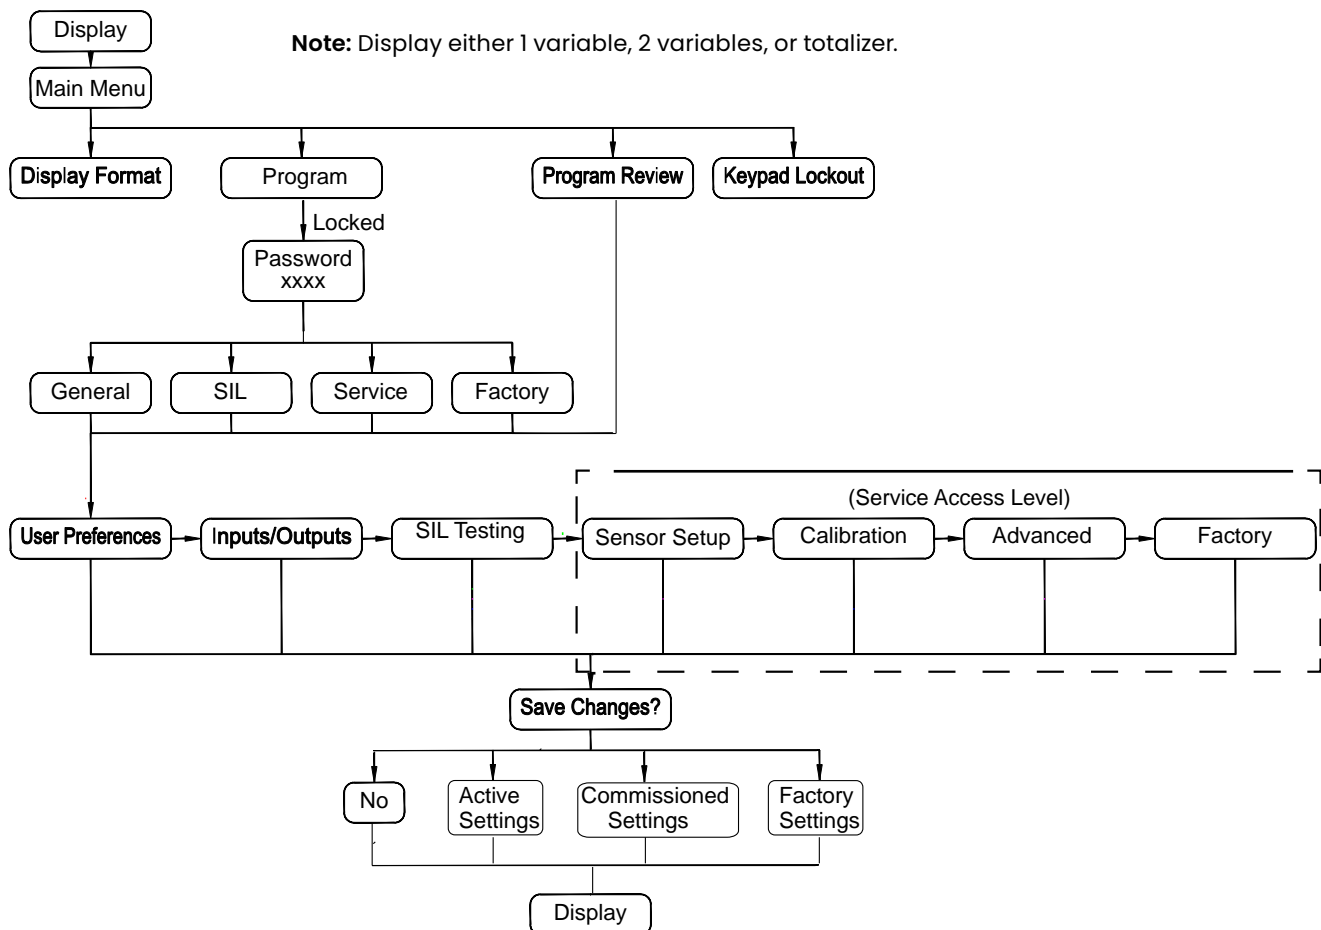 Display
Note: Display either 1 variable, 2 variables, or totalizer.
Main Menu
Display Format
Program
Program Review
Keypad Lockout
Locked
Password
xxxx
General
SIL
Service
Factory
(Service Access Level)
User Preferences
Inputs/Outputs
SIL Testing
Sensor Setup
Calibration
Advanced
Factory
Save Changes?
No
Active
Settings
Commissioned
Settings
Factory
Settings
Display